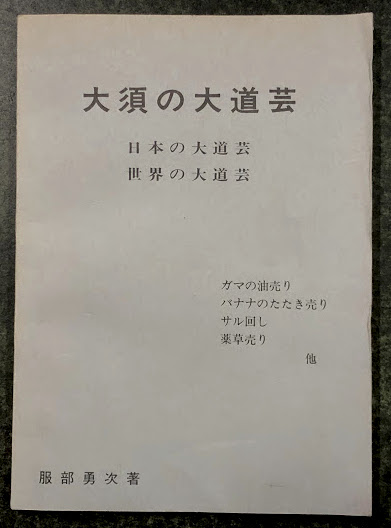 大須の大道芸
日本の大道芸
世界の大道芸
ガマの油売り
バナナのたたき売り
サル回し
薬草売り
他
服部勇次著